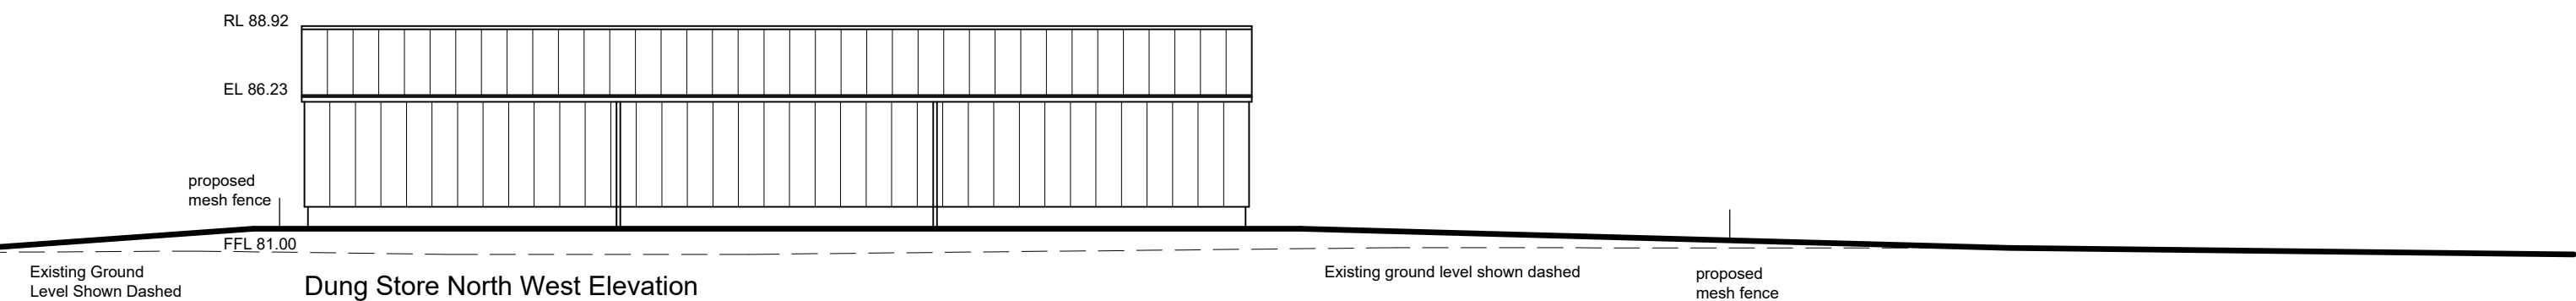 RL 88.92
EL 86.23
proposed
mesh fence
FFL 81.00
Existing Ground
Level Shown Dashed
Dung Store North West Elevation
Existing ground level shown dashed
proposed
mesh fence